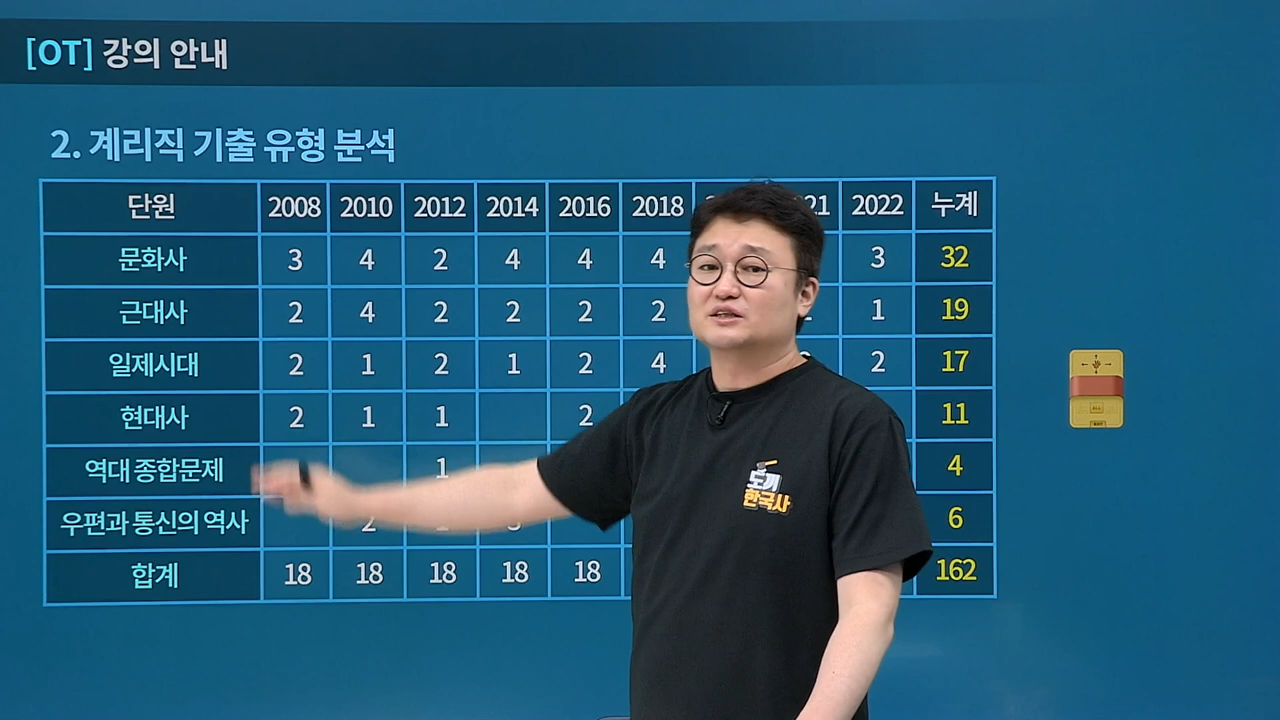 [OT] 강의 안내
2. 계리직 기출 유형 분석
단원 2008 2010 2012 2014 2016 2018 2022 누계
문화사 3 4 2 4 4 4 3 32
근대사 2 4 2 2 2 2 1 19
일제시대 2 1 2 1 2 4 2 17
현대사 2 1 1 2 11
역대 종합문제 1 4
우편과 통신의 역사 2 6
합계 18 18 18 18 18 162
도끼
한국사